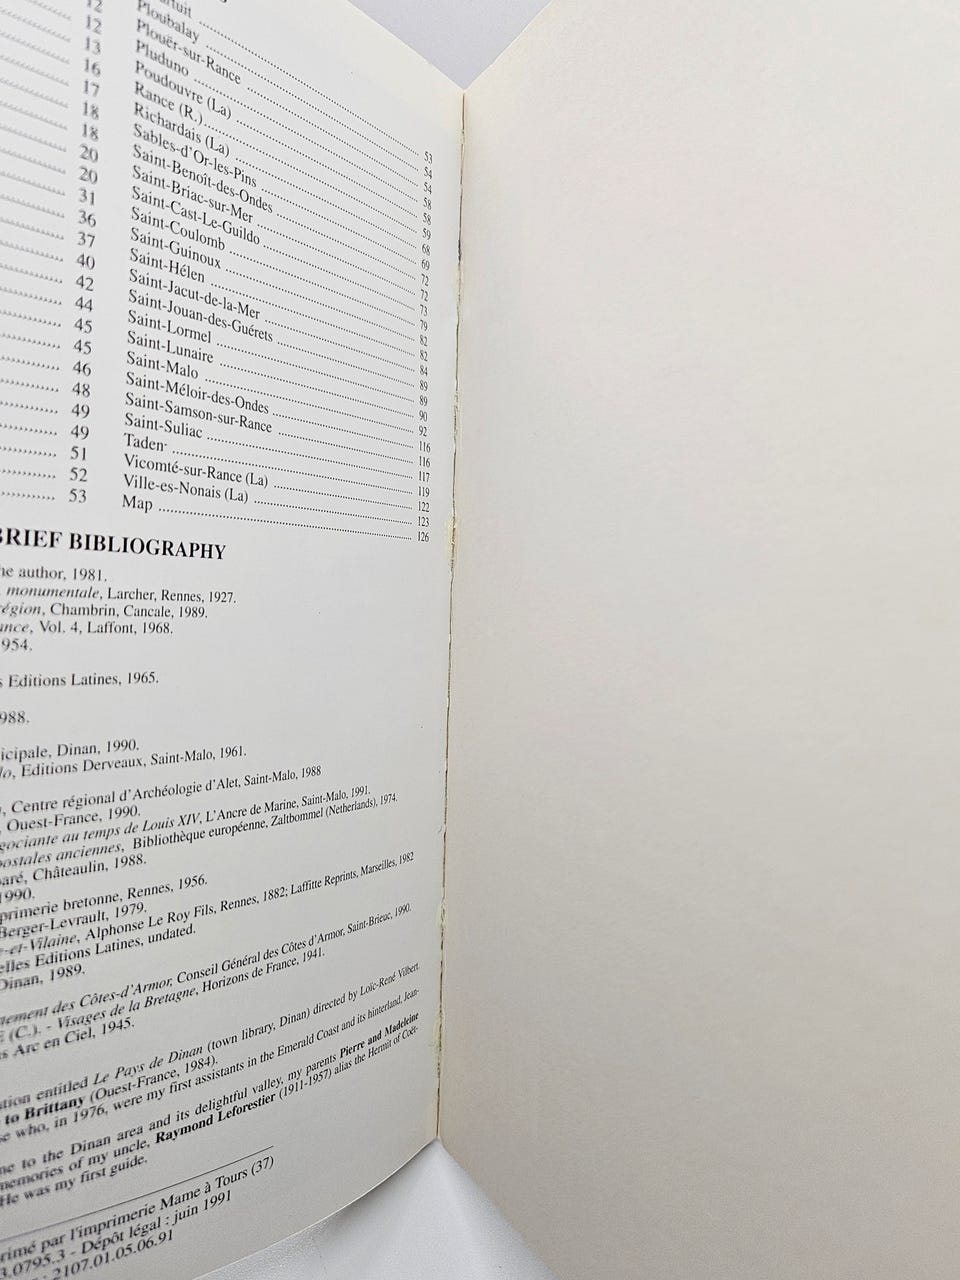 12
12
13
16
17
18
18
20
20
31
36
37
40
42
44
45
45
46
48
49
49
51
52
53
53
Ploubalay 54
Plouër-sur-Rance 54
Pluduno 58
Poudouvre (La) 58
Rance (R.) 59
Richardais (La) 68
Sables-d'Or-les-Pins 69
Saint-Benoît-des-Ondes 72
Saint-Briac-sur-Mer 72
Saint-Cast-Le-Guildo 73
Saint-Coulomb 79
Saint-Guinoux 82
Saint-Hélen 82
Saint-Jacut-de-la-Mer 84
Saint-Jouan-des-Guérets 89
Saint-Lormel 89
Saint-Lunaire 90
Saint-Malo 92
Saint-Méloir-des-Ondes 116
Saint-Samson-sur-Rance 116
Saint-Suliac 117
Taden 119
Vicomté-sur-Rance (La) 122
Ville-es-Nonais (La) 123
Map 126
BRIEF BIBLIOGRAPHY
he author, 1981.
monumentale, Larcher, Rennes, 1927.
région, Chambrin, Cancale, 1989.
ance, Vol. 4, Laffont, 1968.
954.
s Editions Latines, 1965.
988.
icipale, Dinan, 1990.
lo, Editions Derveaux, Saint-Malo, 1961.
, Centre régional d'Archéologie d'Alet, Saint-Malo, 1988
, Ouest-France, 1990.
gociante au temps de Louis XIV, L'Ancre de Marine, Saint-Malo, 1991.
postales anciennes, Bibliothèque européenne, Zaltbommel (Netherlands), 1974.
aré, Châteaulin, 1988.
1990.
primerie bretonne, Rennes, 1956.
Berger-Levrault, 1979.
e-et-Vilaine, Alphonse Le Roy Fils, Rennes, 1882; Laffitte Reprints, Marseilles, 1982
elles Editions Latines, undated.
Dinan, 1989.
tement des Côtes-d'Armor, Conseil Général des Côtes d'Armor, Saint-Brieuc, 1990.
E (C.). - Visages de la Bretagne, Horizons de France, 1941.
s Arc en Ciel, 1945.
tion entitled Le Pays de Dinan (town library, Dinan) directed by Loïc-René Vilbert.
to Brittany (Ouest-France, 1984).
se who, in 1976, were my first assistants in the Emerald Coast and its hinterland, Jean-
ne to the Dinan area and its delightful valley, my parents Pierre and Madeleine
memories of my uncle, Raymond Leforestier (1911-1957) alias the Hermit of Coët-
He was my first guide.
rimé par l'imprimerie Mame à Tours (37)
3.0795.3 - Dépôt légal : juin 1991
: 2107.01.05.06.91